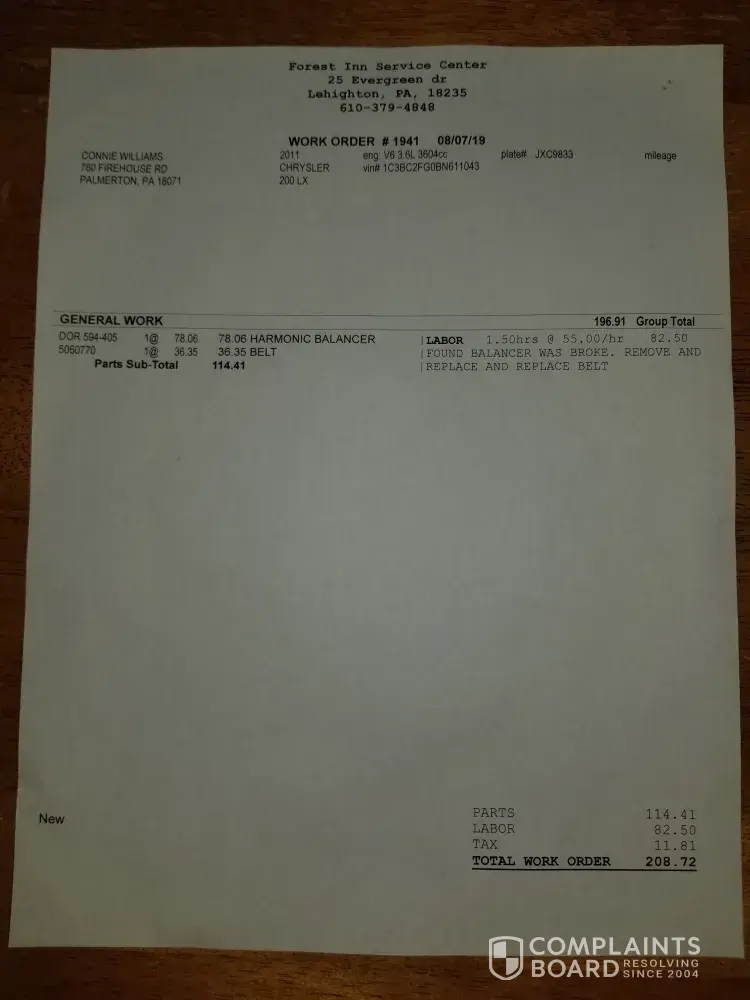 Forest Inn Service Center
25 Evergreen dr
Lehighton, PA, 18235
610-379-4848
WORK ORDER # 1941 08/07/19
CONNIE WILLIAMS 2011 eng: V6 3.6L 3604cc plate# JXC9833 mileage
780 FIREHOUSE RD CHRYSLER vin# 1C3BC2FG0BN611043
PALMERTON, PA 18071 200 LX
GENERAL WORK 196.91 Group Total
DOR 594-405 1@ 78.06 78.06 HARMONIC BALANCER |LABOR 1.50hrs @ 55.00/hr 82.50
5060770 1@ 36.35 36.35 BELT |FOUND BALANCER WAS BROKE. REMOVE AND
Parts Sub-Total 114.41 |REPLACE AND REPLACE BELT
New
PARTS 114.41
LABOR 82.50
TAX 11.81
TOTAL WORK ORDER 208.72
COMPLAINTS
BOARD RESOLVING
SINCE 2004